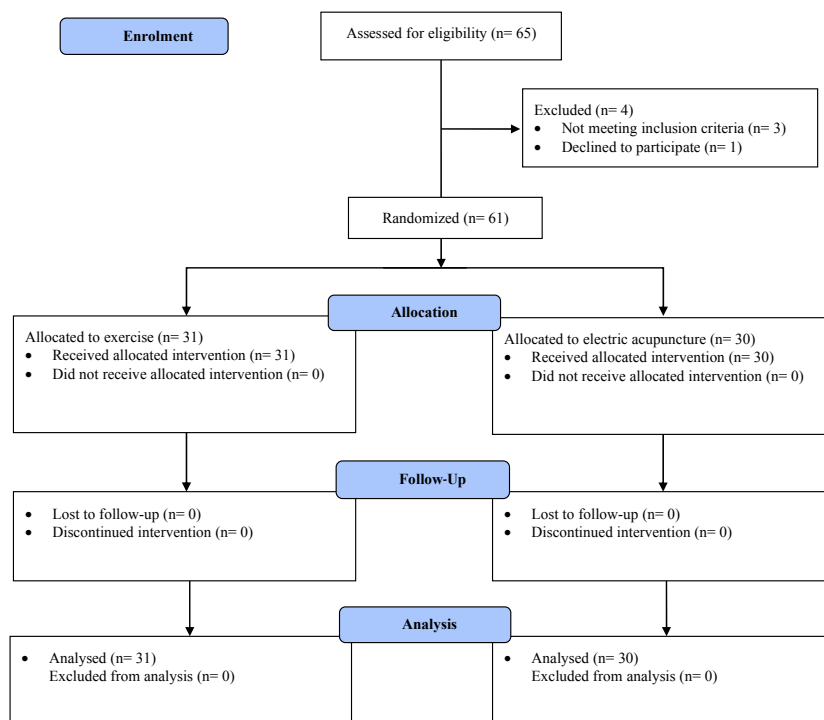 Enrolment
Assessed for eligibility (n= 65)
Excluded (n= 4)
• Not meeting inclusion criteria (n= 3)
• Declined to participate (n= 1)
Randomized (n= 61)
Allocation
Allocated to exercise (n= 31)
• Received allocated intervention (n= 31)
• Did not receive allocated intervention (n= 0)
Allocated to electric acupuncture (n= 30)
• Received allocated intervention (n= 30)
• Did not receive allocated intervention (n= 0)
Follow-Up
• Lost to follow-up (n= 0)
• Discontinued intervention (n= 0)
• Lost to follow-up (n= 0)
• Discontinued intervention (n= 0)
Analysis
• Analysed (n= 31)
Excluded from analysis (n= 0)
• Analysed (n= 30)
Excluded from analysis (n= 0)